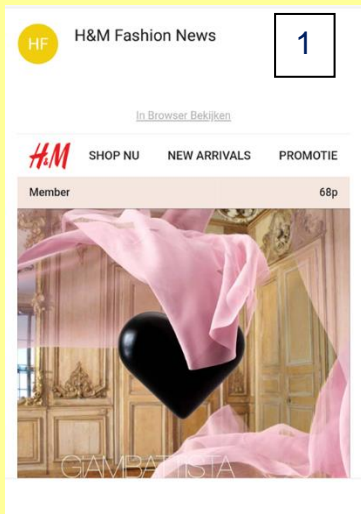 HF
H&M Fashion News
1
In Browser Bekijken
H&M SHOP NU NEW ARRIVALS PROMOTIE
Member 68p
GIAMBATTISTA